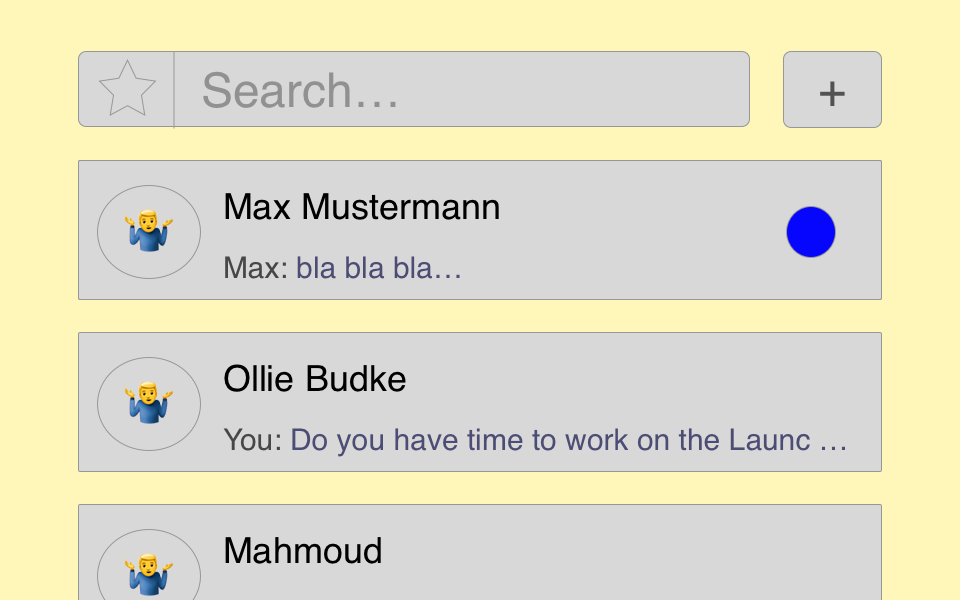 Search…
+
Max Mustermann
Max: bla bla bla…
Ollie Budke
You: Do you have time to work on the Launc …
Mahmoud